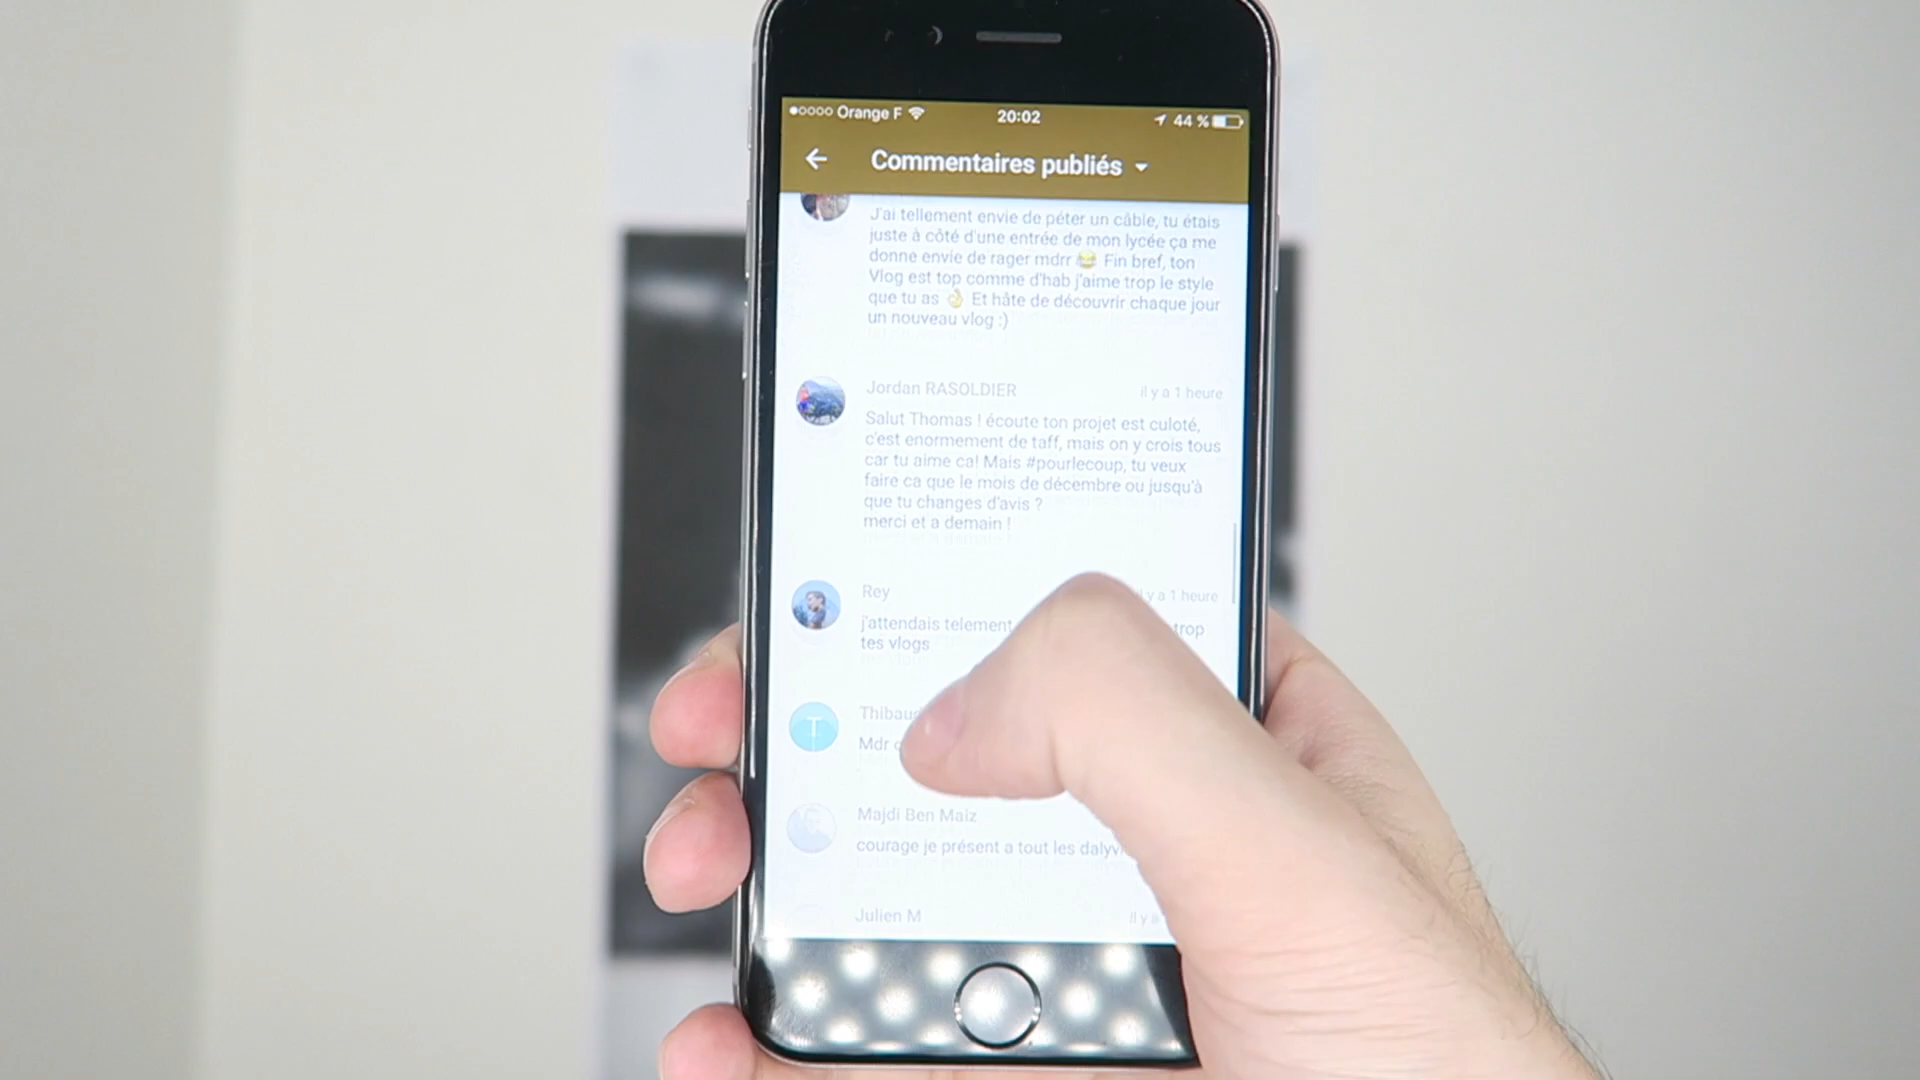 Orange F 20:02 44 %
Commentaires publiés
J'ai tellement envie de péter un câble, tu étais
juste à côté d'une entrée de mon lycée ça me
donne envie de rager mdrr 😂 Fin bref, ton
Vlog est top comme d'hab j'aime trop le style
que tu as 👌 Et hâte de découvrir chaque jour
un nouveau vlog :)
Jordan RASOLDIER il y a 1 heure
Salut Thomas ! écoute ton projet est culoté,
c'est enormement de taff, mais on y crois tous
car tu aime ca! Mais #pourlecoup, tu veux
faire ca que le mois de décembre ou jusqu'à
que tu changes d'avis ?
merci et a demain !
Rey y a 1 heure
j'attendais telement trop
tes vlogs
Mdr
Majdi Ben Maiz
courage je présent a tout les
Julien M il y a